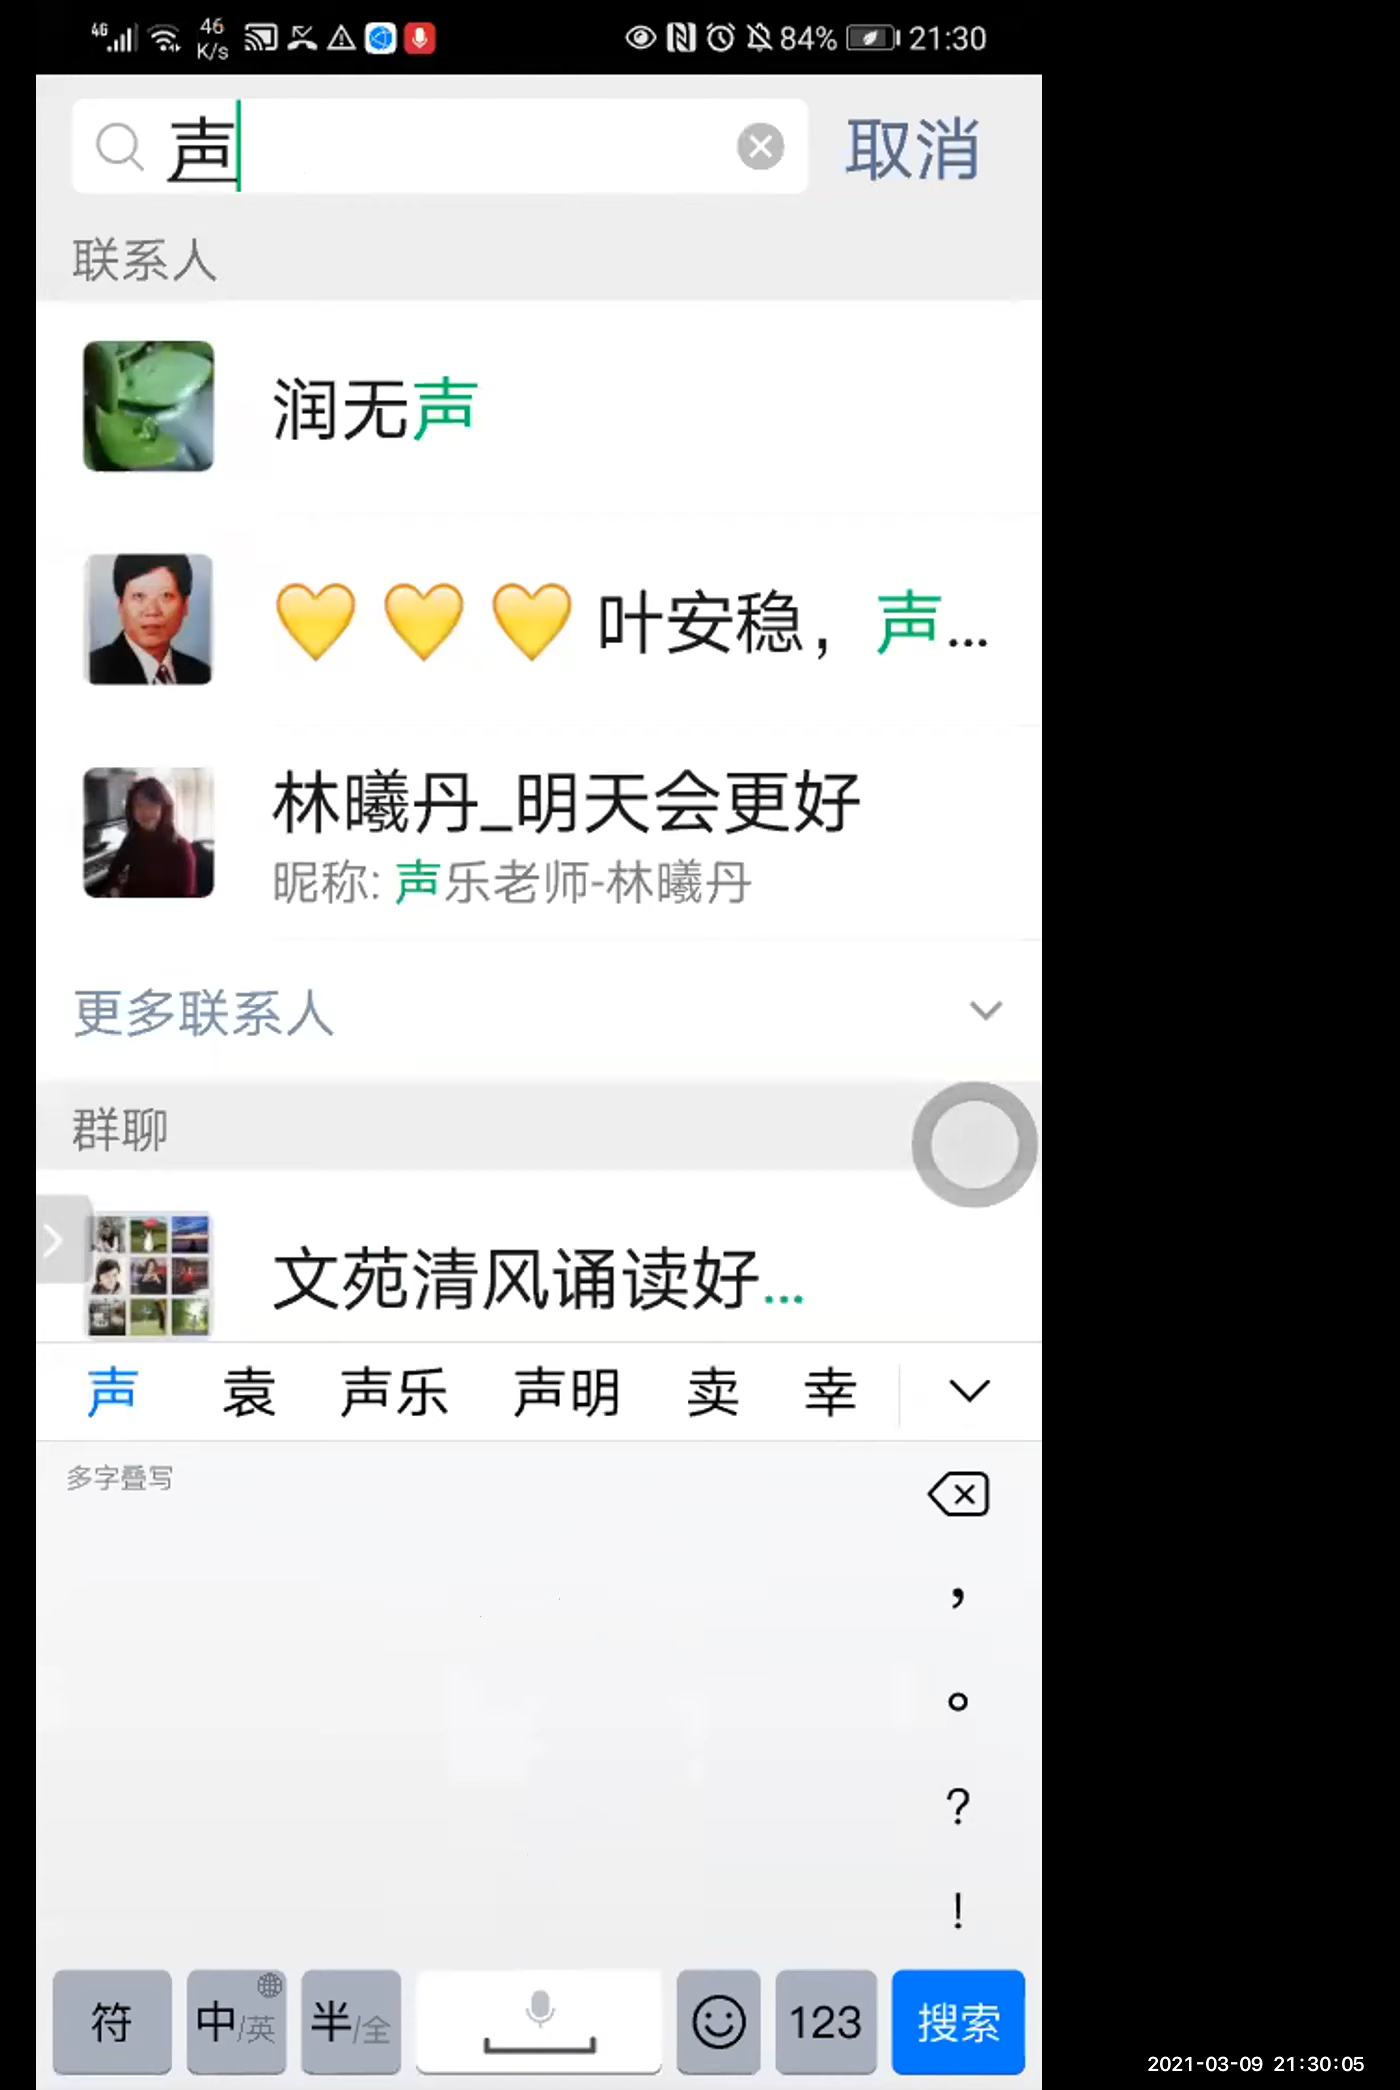 4G 46 K/s 84% 21:30
声 取消
联系人
润无声
💛 💛 💛 叶安稳，声...
林曦丹_明天会更好
昵称: 声乐老师-林曦丹
更多联系人
群聊
文苑清风诵读好...
声 袁 声乐 声明 卖 幸
多字叠写
，
。
?
!
符 中/英 半/全 123 搜索
2021-03-09 21:30:05